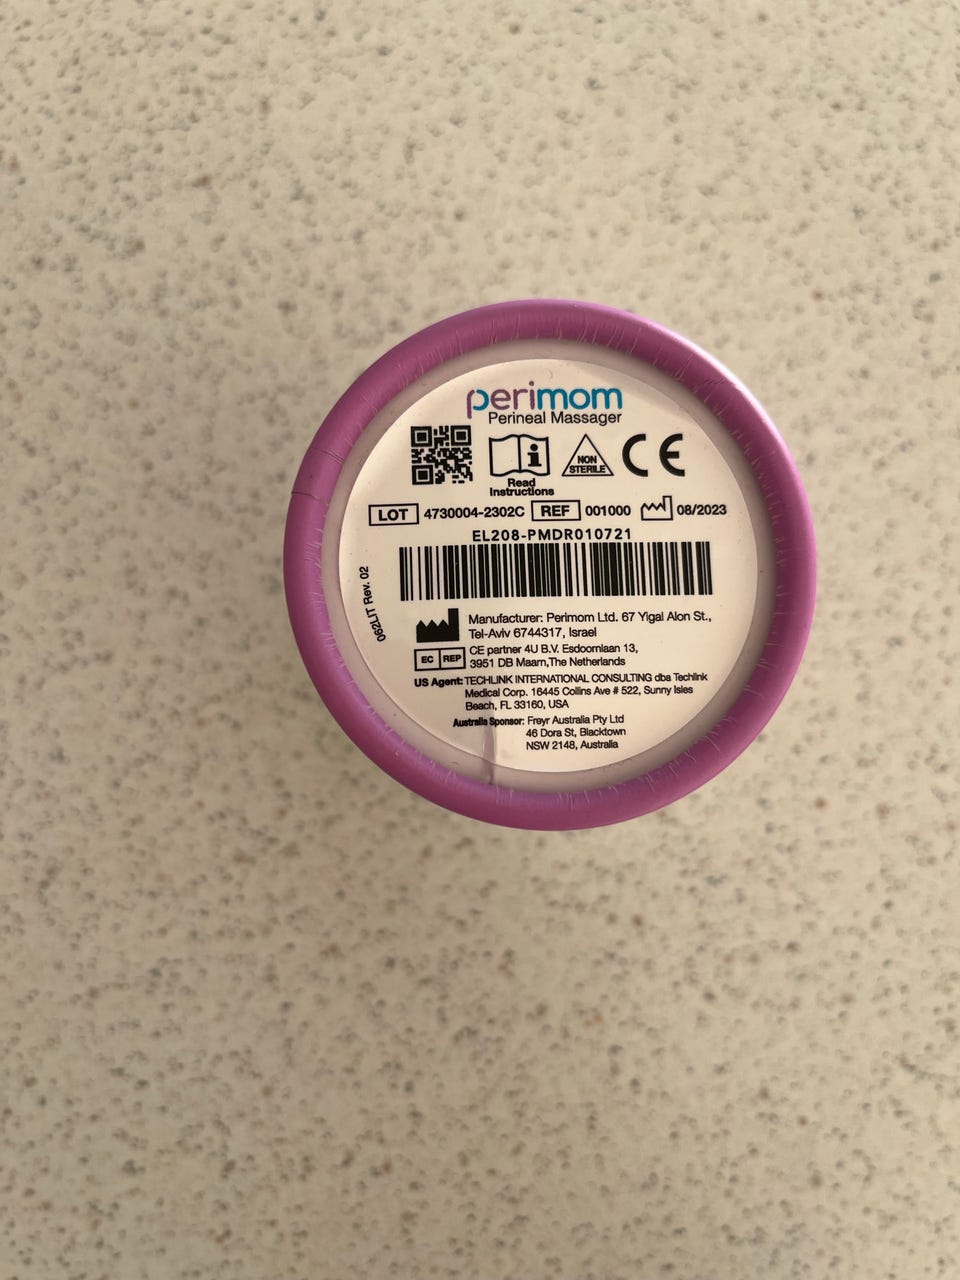 perimom
Perineal Massager
NON
STERILE
CE
Read
Instructions
LOT 4730004-2302C REF 001000 08/2023
EL208-PMDR010721
062LIT Rev. 02
Manufacturer: Perimom Ltd. 67 Yigal Alon St.,
Tel-Aviv 6744317, Israel
EC REP CE partner 4U B.V. Esdoornlaan 13,
3951 DB Maarn,The Netherlands
US Agent: TECHLINK INTERNATIONAL CONSULTING dba Techlink
Medical Corp. 16445 Collins Ave # 522, Sunny Isles
Beach, FL 33160, USA
Australia Sponsor: Freyr Australia Pty Ltd
46 Dora St, Blacktown
NSW 2148, Australia